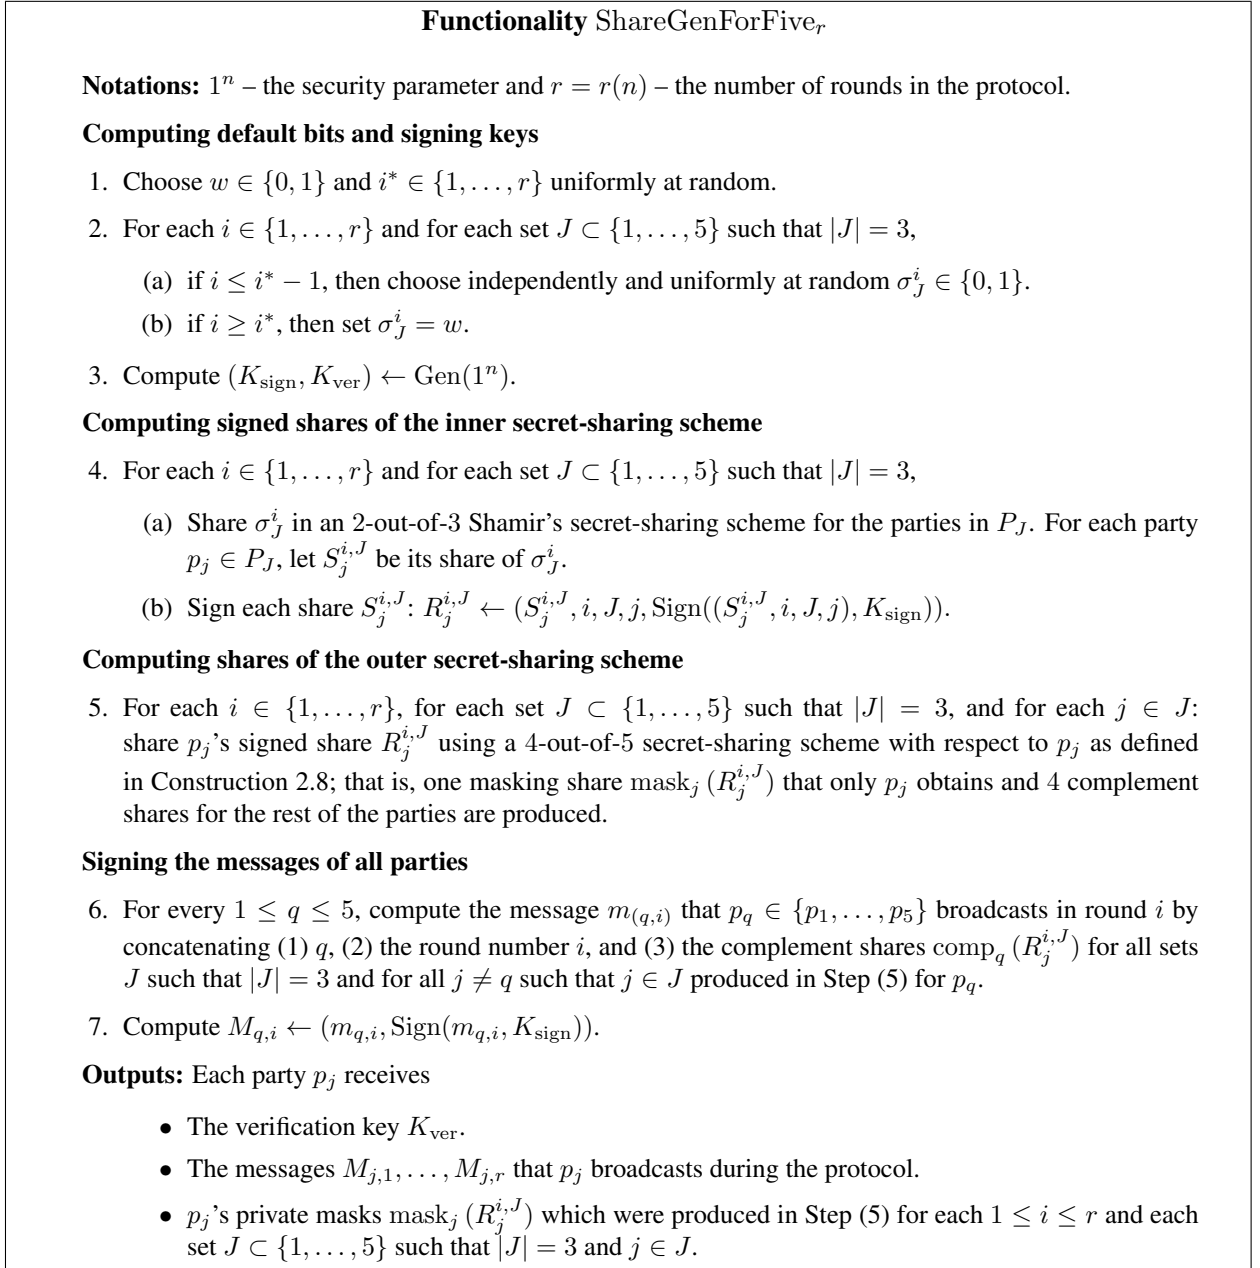 Functionality ShareGenForFive_r
Notations: 1^n – the security parameter and r = r(n) – the number of rounds in the protocol.
Computing default bits and signing keys
1. Choose w ∈ {0, 1} and i* ∈ {1, . . . , r} uniformly at random.
2. For each i ∈ {1, . . . , r} and for each set J ⊂ {1, . . . , 5} such that |J| = 3,
(a) if i ≤ i* − 1, then choose independently and uniformly at random σ_J^i ∈ {0, 1}.
(b) if i ≥ i*, then set σ_J^i = w.
3. Compute (K_sign, K_ver) ← Gen(1^n).
Computing signed shares of the inner secret-sharing scheme
4. For each i ∈ {1, . . . , r} and for each set J ⊂ {1, . . . , 5} such that |J| = 3,
(a) Share σ_J^i in an 2-out-of-3 Shamir's secret-sharing scheme for the parties in P_J. For each party
p_j ∈ P_J, let S_j^{i,J} be its share of σ_J^i.
(b) Sign each share S_j^{i,J}: R_j^{i,J} ← (S_j^{i,J}, i, J, j, Sign((S_j^{i,J}, i, J, j), K_sign)).
Computing shares of the outer secret-sharing scheme
5. For each i ∈ {1, . . . , r}, for each set J ⊂ {1, . . . , 5} such that |J| = 3, and for each j ∈ J:
share p_j's signed share R_j^{i,J} using a 4-out-of-5 secret-sharing scheme with respect to p_j as defined
in Construction 2.8; that is, one masking share mask_j (R_j^{i,J}) that only p_j obtains and 4 complement
shares for the rest of the parties are produced.
Signing the messages of all parties
6. For every 1 ≤ q ≤ 5, compute the message m_{(q,i)} that p_q ∈ {p_1, . . . , p_5} broadcasts in round i by
concatenating (1) q, (2) the round number i, and (3) the complement shares comp_q (R_j^{i,J}) for all sets
J such that |J| = 3 and for all j ≠ q such that j ∈ J produced in Step (5) for p_q.
7. Compute M_{q,i} ← (m_{q,i}, Sign(m_{q,i}, K_sign)).
Outputs: Each party p_j receives
• The verification key K_ver.
• The messages M_{j,1}, . . . , M_{j,r} that p_j broadcasts during the protocol.
• p_j's private masks mask_j (R_j^{i,J}) which were produced in Step (5) for each 1 ≤ i ≤ r and each
set J ⊂ {1, . . . , 5} such that |J| = 3 and j ∈ J.